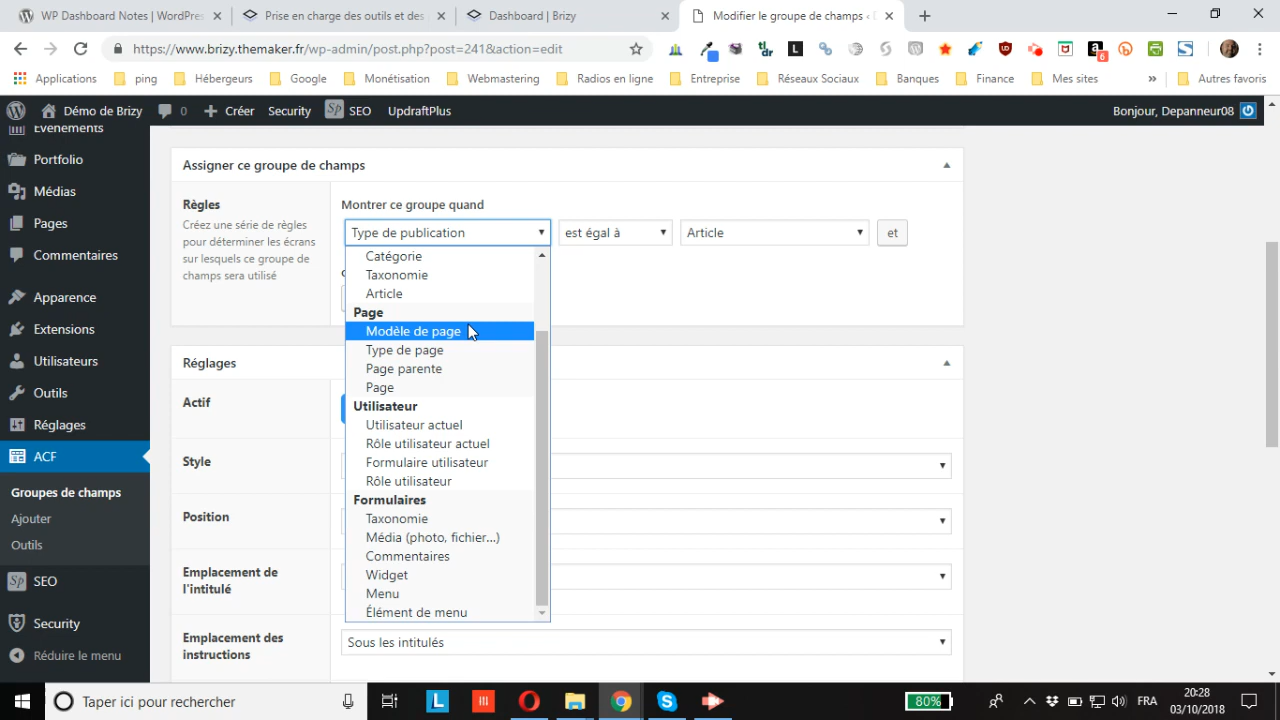 WP Dashboard Notes | WordPres
Prise en charge des outils et des
Dashboard | Brizy
Modifier le groupe de champs ‹ D
https://www.brizy.themaker.fr/wp-admin/post.php?post=241&action=edit
Applications
ping
Hébergeurs
Google
Monétisation
Webmastering
Radios en ligne
Entreprise
Réseaux Sociaux
Banques
Finance
Mes sites
»
Autres favoris
Démo de Brizy
0
Créer
Security
SEO
UpdraftPlus
Bonjour, Depanneur08
Évènements
Portfolio
Médias
Pages
Commentaires
Apparence
Extensions
Utilisateurs
Outils
Réglages
ACF
Groupes de champs
Ajouter
Outils
SEO
Security
Réduire le menu
Assigner ce groupe de champs
Règles
Créez une série de règles
pour déterminer les écrans
sur lesquels ce groupe de
champs sera utilisé
Montrer ce groupe quand
Type de publication
est égal à
Article
et
Catégorie
Taxonomie
Article
Page
Modèle de page
Type de page
Page parente
Page
Utilisateur
Utilisateur actuel
Rôle utilisateur actuel
Formulaire utilisateur
Rôle utilisateur
Formulaires
Taxonomie
Média (photo, fichier…)
Commentaires
Widget
Menu
Élément de menu
Réglages
Actif
Style
Position
Emplacement de
l'intitulé
Emplacement des
instructions
Sous les intitulés
Taper ici pour rechercher
80%
FRA
20:28
03/10/2018